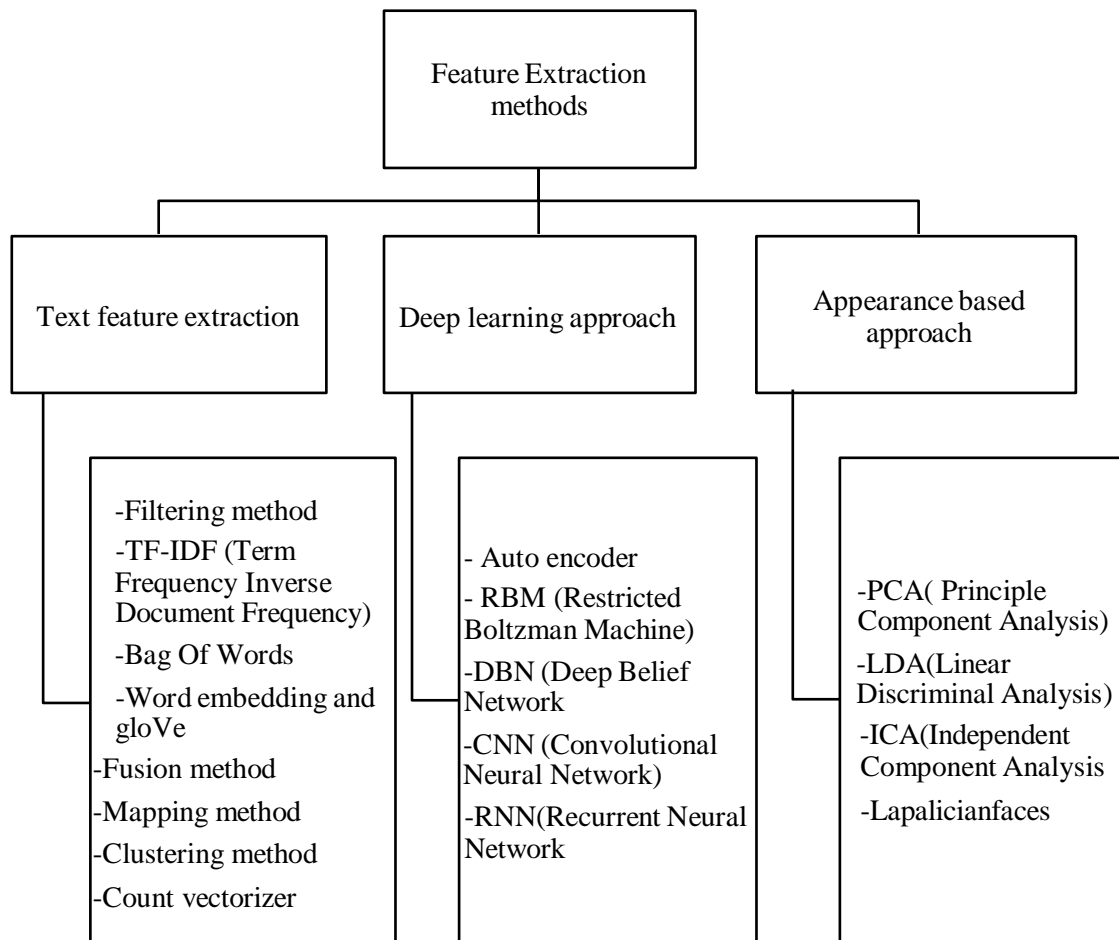 Feature Extraction
methods
Text feature extraction
Deep learning approach
Appearance based
approach
-Filtering method
-TF-IDF (Term
Frequency Inverse
Document Frequency)
-Bag Of Words
-Word embedding and
gloVe
-Fusion method
-Mapping method
-Clustering method
-Count vectorizer
- Auto encoder
- RBM (Restricted
Boltzman Machine)
-DBN (Deep Belief
Network
-CNN (Convolutional
Neural Network)
-RNN(Recurrent Neural
Network
-PCA( Principle
Component Analysis)
-LDA(Linear
Discriminal Analysis)
-ICA(Independent
Component Analysis
-Lapalicianfaces